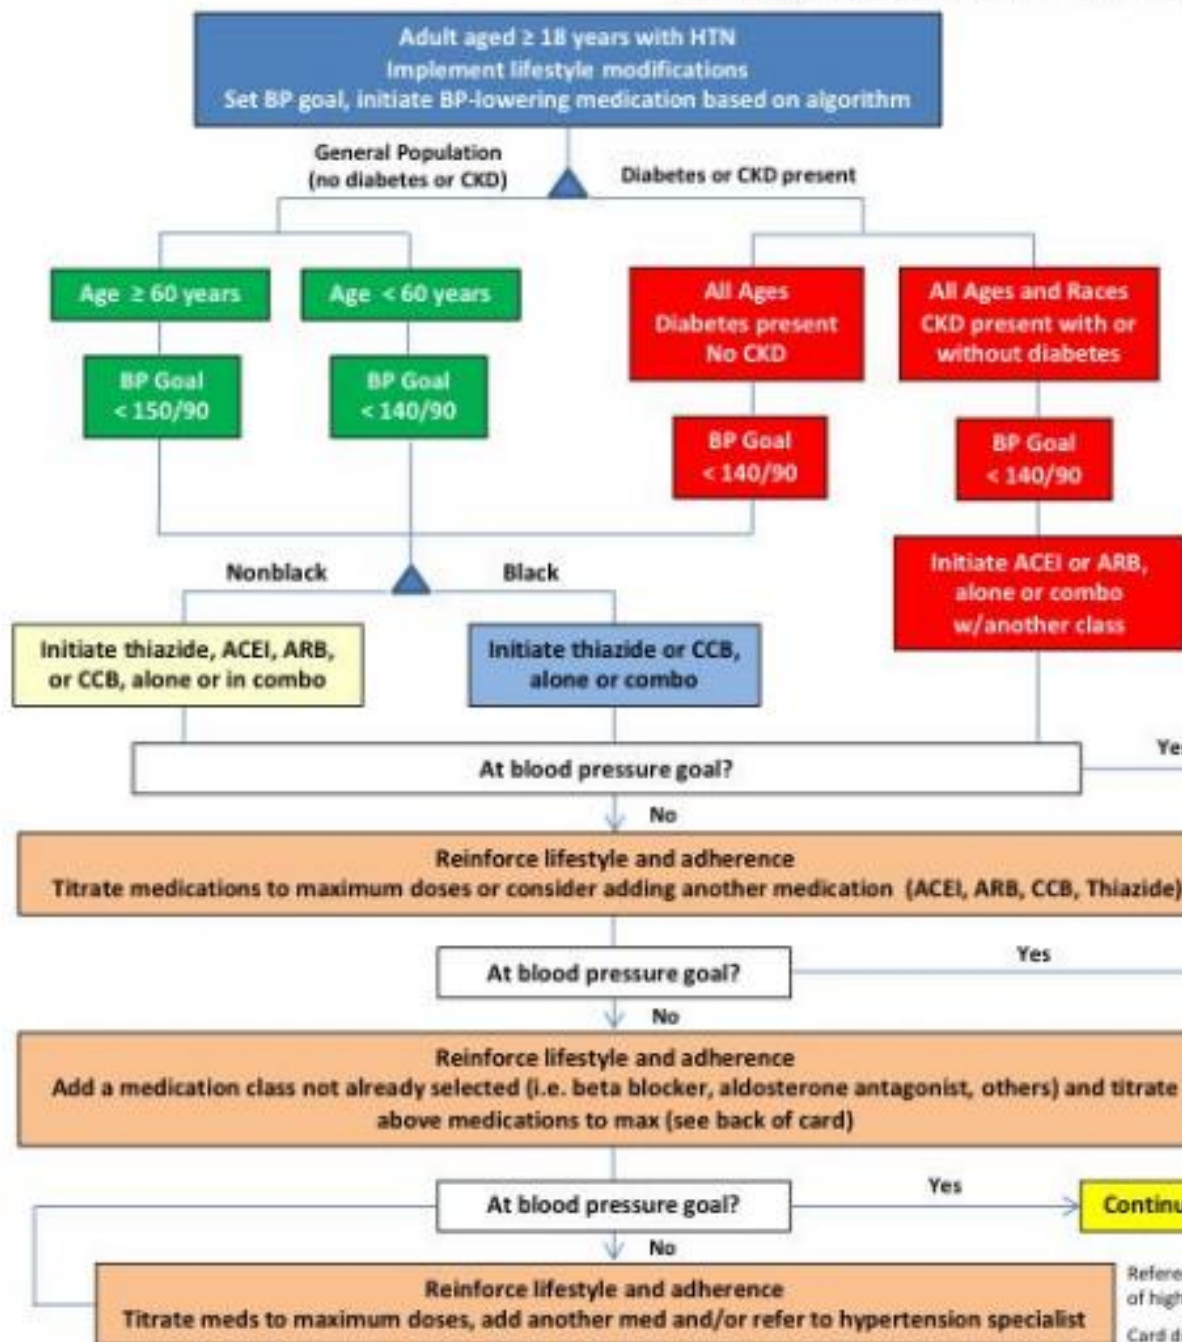 Adult aged ≥ 18 years with HTN
Implement lifestyle modifications
Set BP goal, initiate BP-lowering medication based on algorithm
General Population
(no diabetes or CKD)
Diabetes or CKD present
Age ≥ 60 years
Age < 60 years
All Ages
Diabetes present
No CKD
All Ages and Races
CKD present with or
without diabetes
BP Goal
< 150/90
BP Goal
< 140/90
BP Goal
< 140/90
BP Goal
< 140/90
Initiate ACEI or ARB,
alone or combo
w/another class
Nonblack
Black
Initiate thiazide, ACEI, ARB,
or CCB, alone or in combo
Initiate thiazide or CCB,
alone or combo
At blood pressure goal?
Yes
No
Reinforce lifestyle and adherence
Titrate medications to maximum doses or consider adding another medication (ACEI, ARB, CCB, Thiazide)
At blood pressure goal?
Yes
No
Reinforce lifestyle and adherence
Add a medication class not already selected (i.e. beta blocker, aldosterone antagonist, others) and titrate
above medications to max (see back of card)
At blood pressure goal?
Yes
Continu
No
Reinforce lifestyle and adherence
Titrate meds to maximum doses, add another med and/or refer to hypertension specialist
Refere
of high
Card d